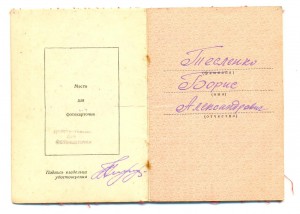 Место
для
фотокарточки
Подпись владельца
удостоверения
Тесленко
(фамилия)
Борис
(имя)
Александрович
(отчество)